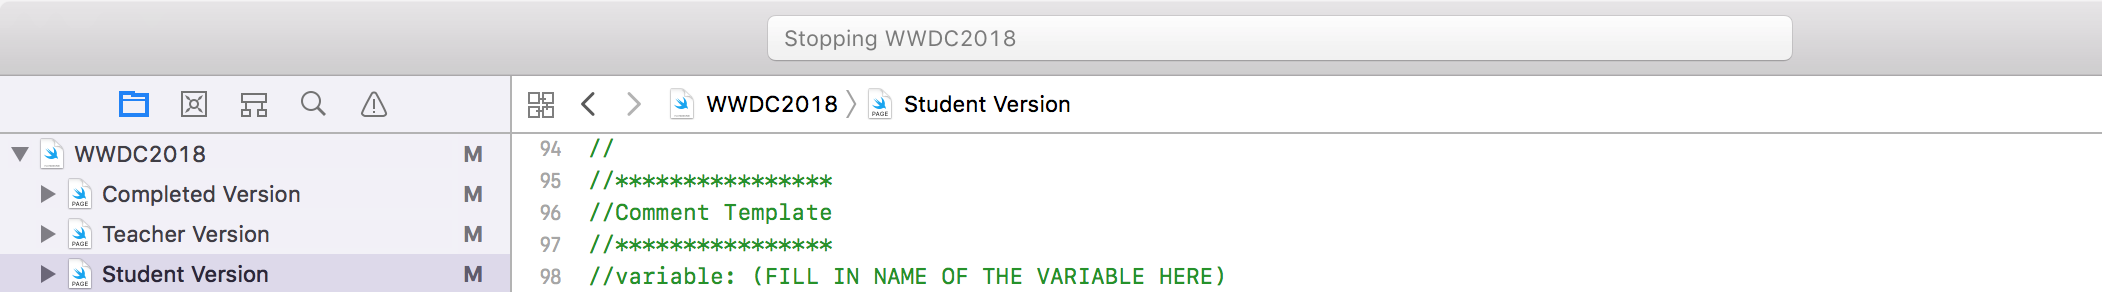 Stopping WWDC2018
WWDC2018 Student Version
WWDC2018 M
Completed Version M
Teacher Version M
Student Version M
94 //
95 //****************
96 //Comment Template
97 //****************
98 //variable: (FILL IN NAME OF THE VARIABLE HERE)